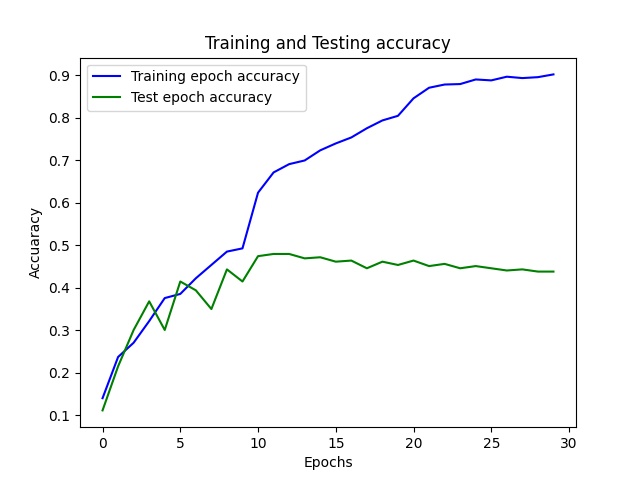 Training and Testing accuracy
Training epoch accuracy
Test epoch accuracy
Accuaracy
0.9
0.8
0.7
0.6
0.5
0.4
0.3
0.2
0.1
0 5 10 15 20 25 30
Epochs